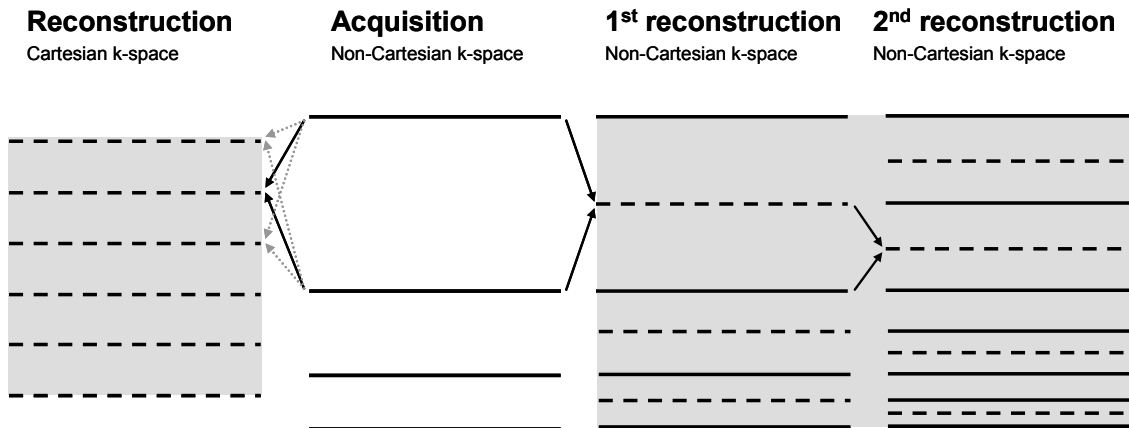 Reconstruction
Cartesian k-space
Acquisition
Non-Cartesian k-space
1st reconstruction
Non-Cartesian k-space
2nd reconstruction
Non-Cartesian k-space